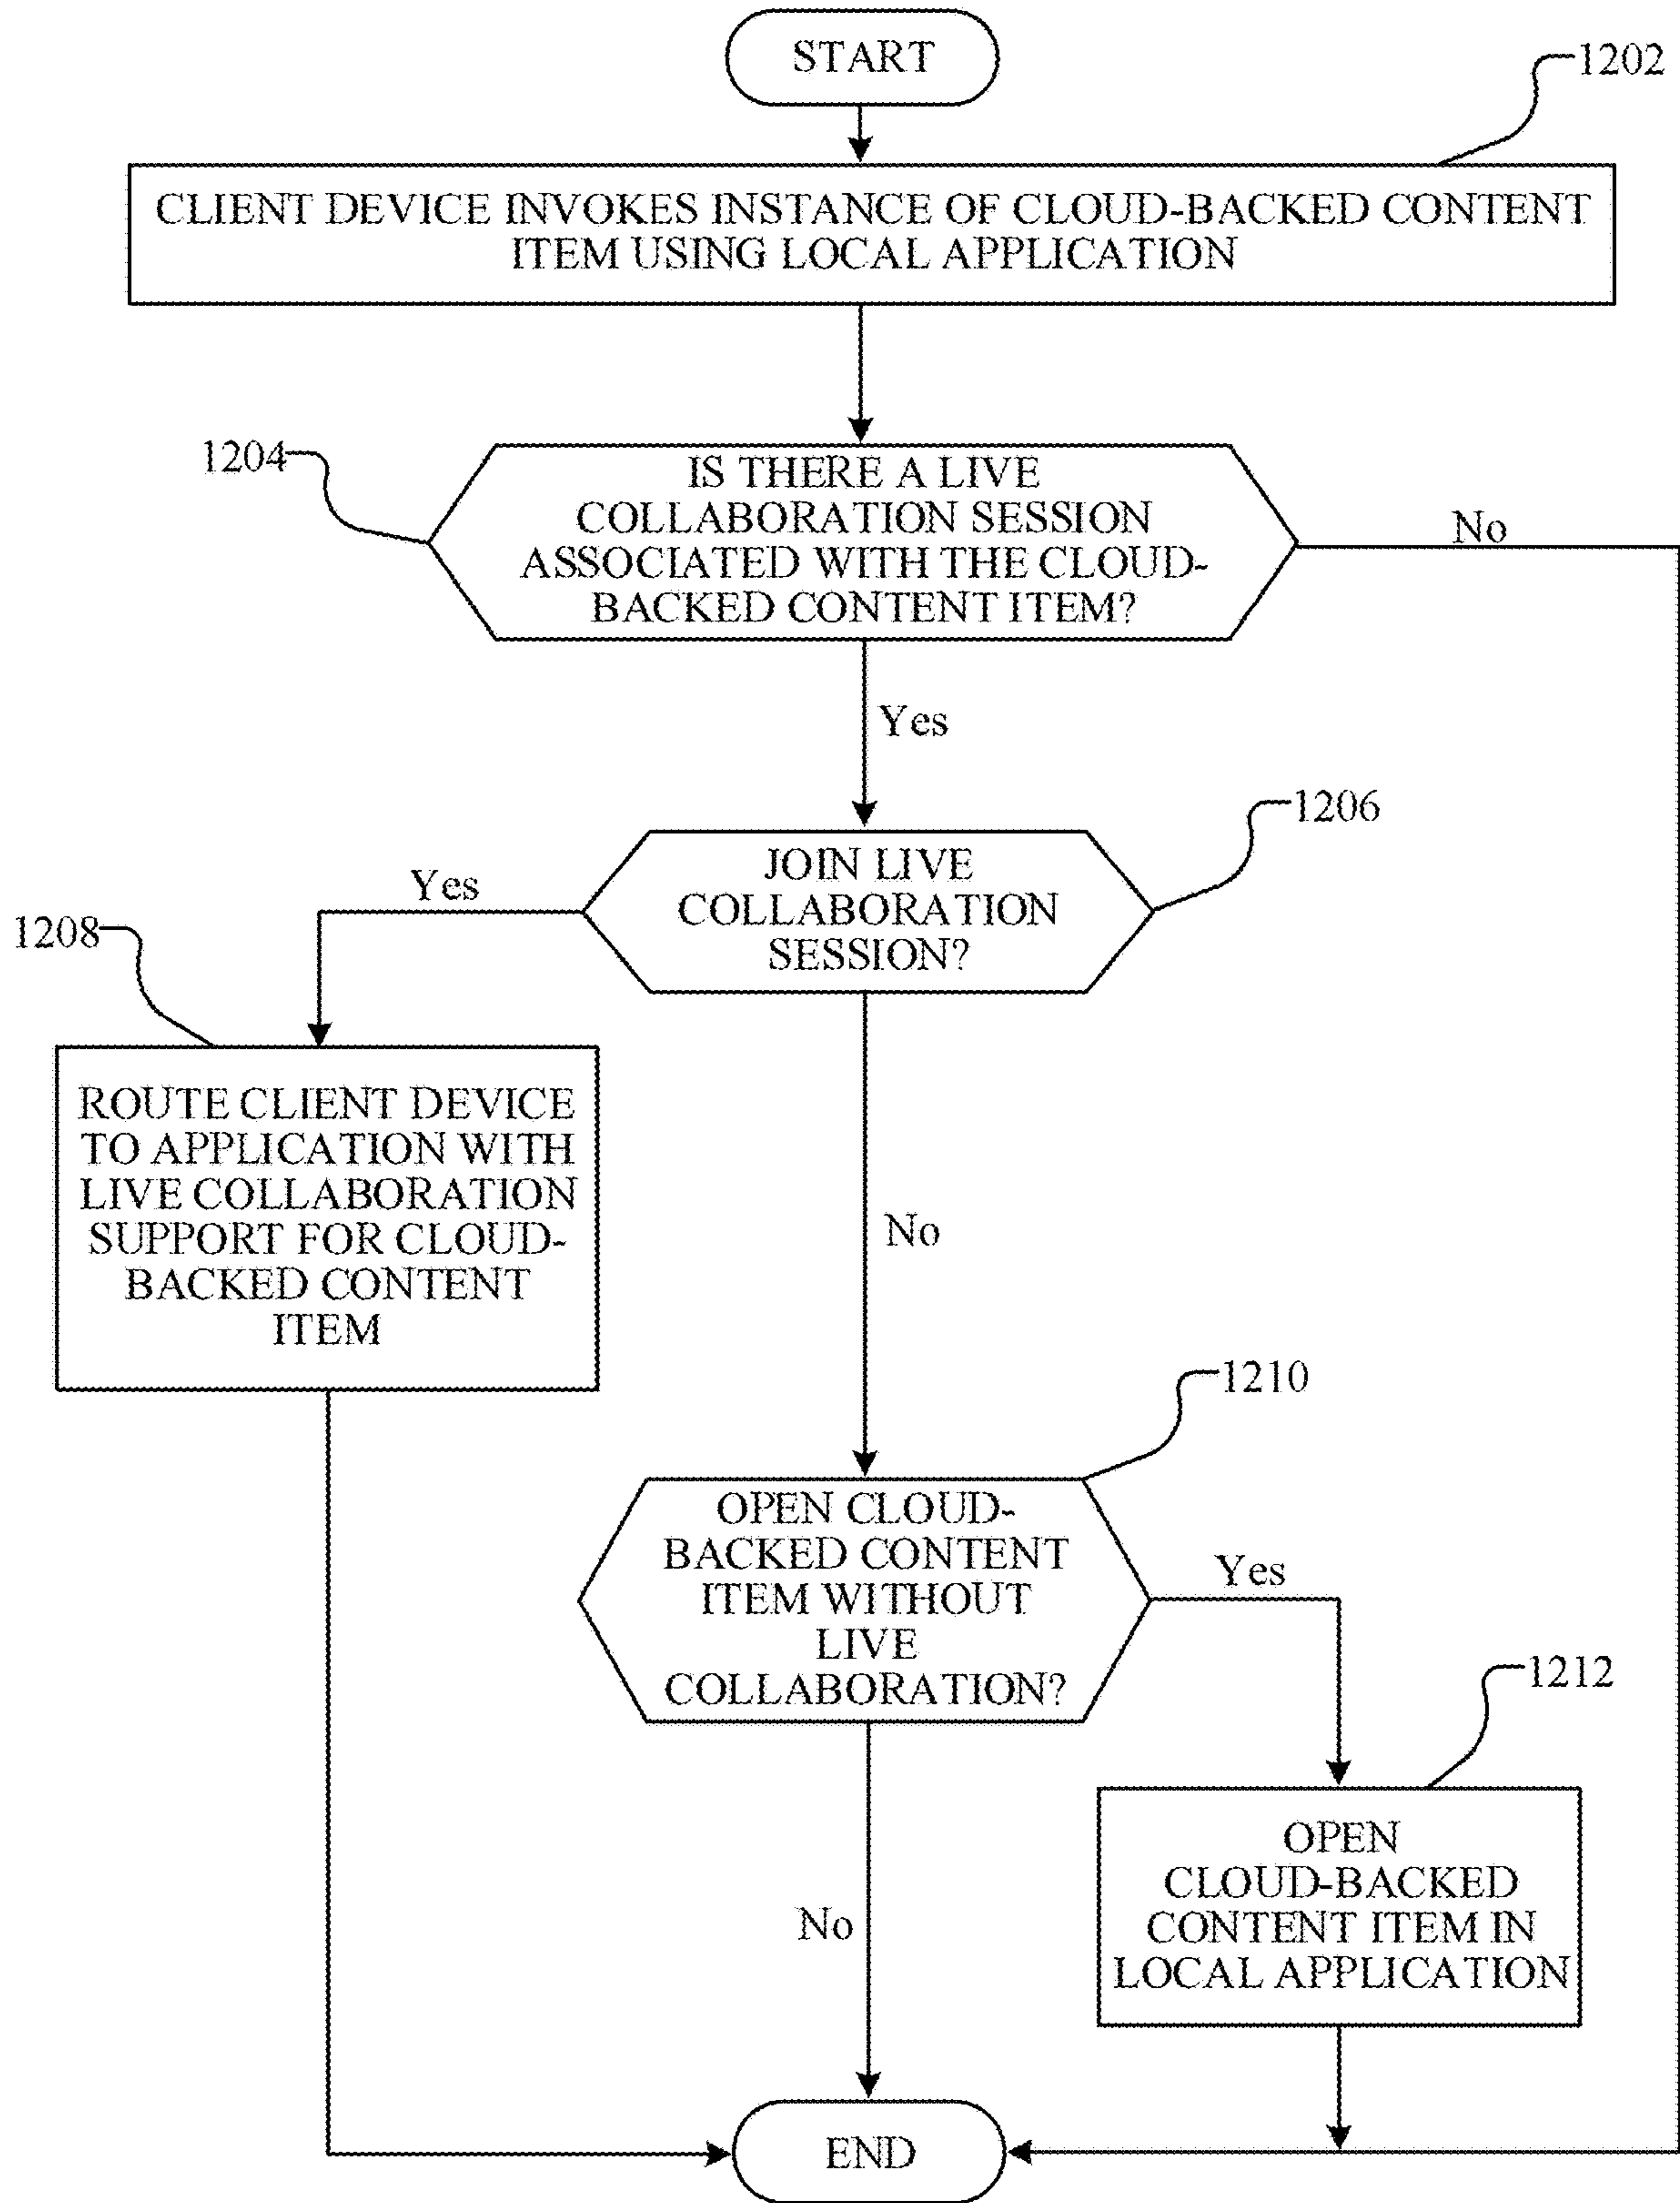 START
1202
CLIENT DEVICE INVOKES INSTANCE OF CLOUD-BACKED CONTENT
ITEM USING LOCAL APPLICATION
1204
IS THERE A LIVE
COLLABORATION SESSION
ASSOCIATED WITH THE CLOUD-
BACKED CONTENT ITEM?
No
Yes
1206
JOIN LIVE
COLLABORATION
SESSION?
Yes
1208
ROUTE CLIENT DEVICE
TO APPLICATION WITH
LIVE COLLABORATION
SUPPORT FOR CLOUD-
BACKED CONTENT
ITEM
No
1210
OPEN CLOUD-
BACKED CONTENT
ITEM WITHOUT
LIVE
COLLABORATION?
Yes
1212
OPEN
CLOUD-BACKED
CONTENT ITEM IN
LOCAL APPLICATION
No
END